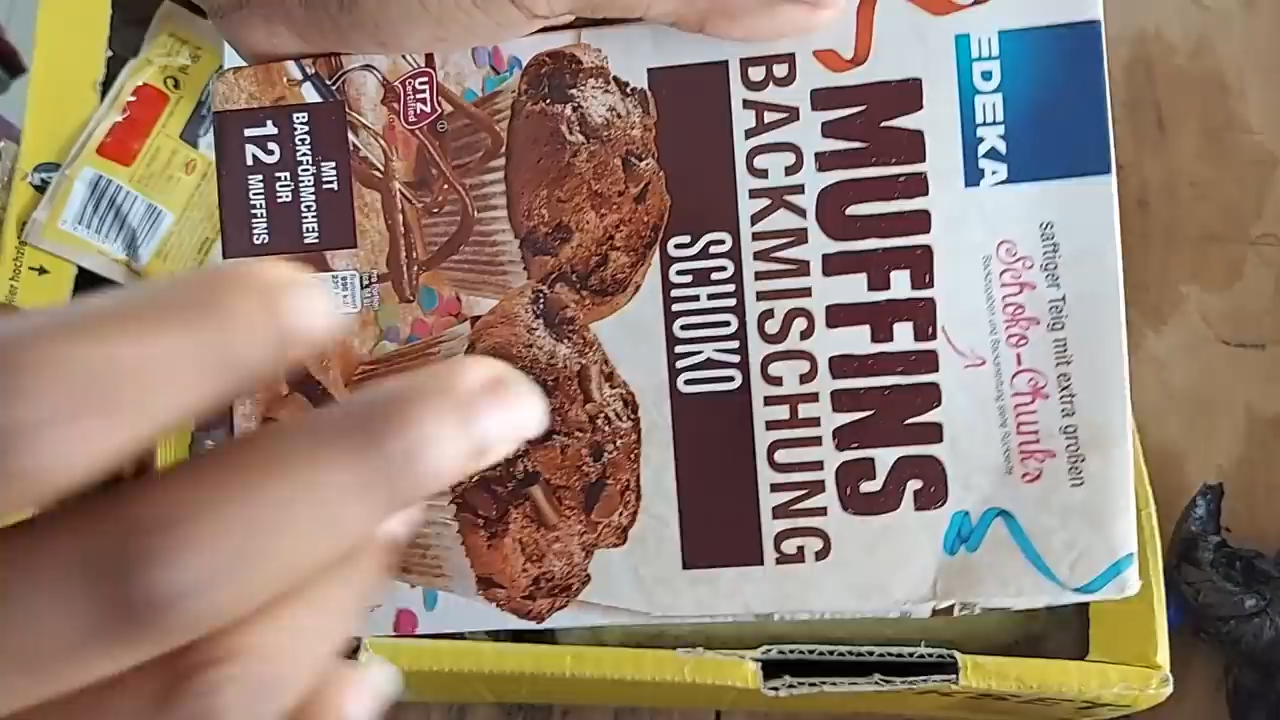 EDEKA
saftiger Teig mit extra großen
Schoko-Chunks
MUFFINS
BACKMISCHUNG
SCHOKO
UTZ
Certified
MIT
BACKFÖRMCHEN
FÜR
12 MUFFINS